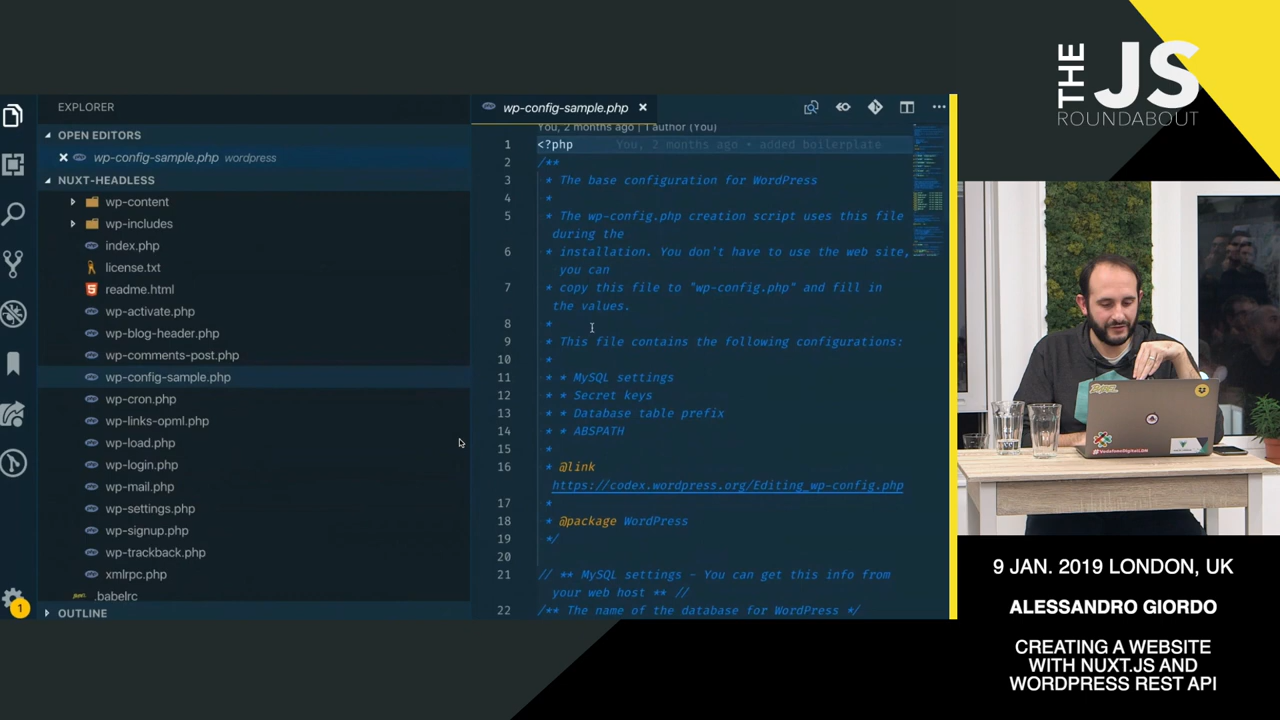 EXPLORER
OPEN EDITORS
wp-config-sample.php wordpress
NUXT-HEADLESS
wp-content
wp-includes
index.php
license.txt
readme.html
wp-activate.php
wp-blog-header.php
wp-comments-post.php
wp-config-sample.php
wp-cron.php
wp-links-opml.php
wp-load.php
wp-login.php
wp-mail.php
wp-settings.php
wp-signup.php
wp-trackback.php
xmlrpc.php
.babelrc
OUTLINE
1
wp-config-sample.php
You, 2 months ago | 1 author (You)
1 <?php You, 2 months ago • added boilerplate
2 /**
3 * The base configuration for WordPress
4 *
5 * The wp-config.php creation script uses this file
during the
6 * installation. You don't have to use the web site,
you can
7 * copy this file to "wp-config.php" and fill in
the values.
8 *
9 * This file contains the following configurations:
10 *
11 * * MySQL settings
12 * * Secret keys
13 * * Database table prefix
14 * * ABSPATH
15 *
16 * @link
https://codex.wordpress.org/Editing_wp-config.php
17 *
18 * @package WordPress
19 */
20
21 // ** MySQL settings - You can get this info from
your web host ** //
22 /** The name of the database for WordPress */
THE JS
ROUNDABOUT
9 JAN. 2019 LONDON, UK
ALESSANDRO GIORDO
CREATING A WEBSITE
WITH NUXT.JS AND
WORDPRESS REST API